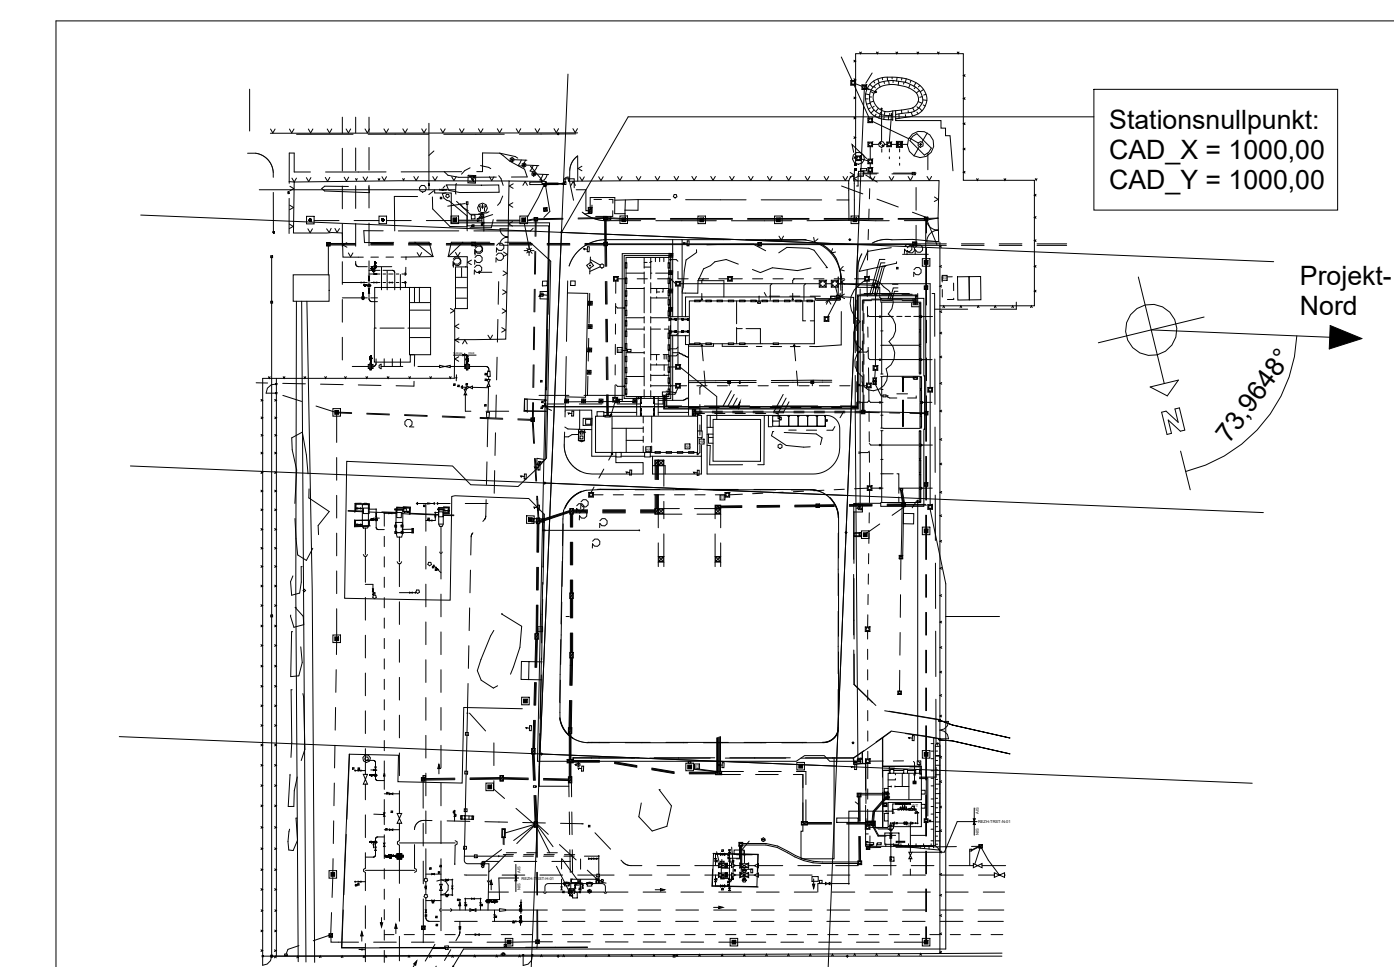 Stationsnullpunkt:
CAD_X = 1000,00
CAD_Y = 1000,00
Projekt-
Nord
73,9648°
N